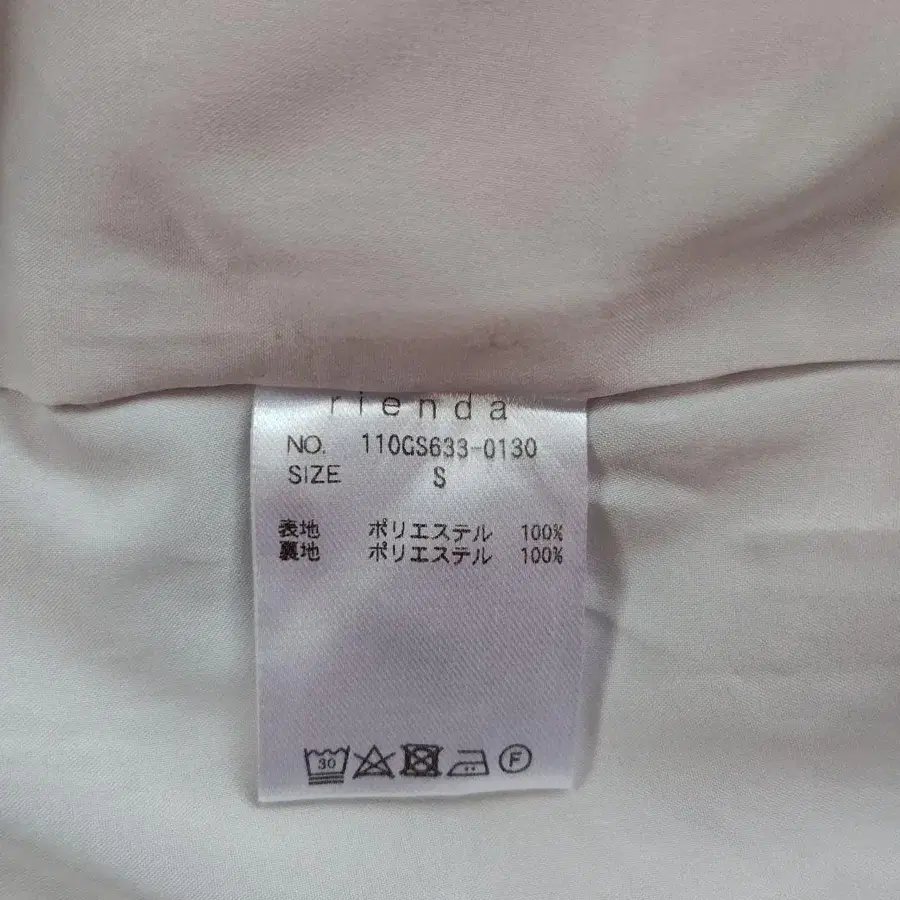 rienda
NO. 110GS633-0130
SIZE S
表地 ポリエステル 100%
裏地 ポリエステル 100%
30 F